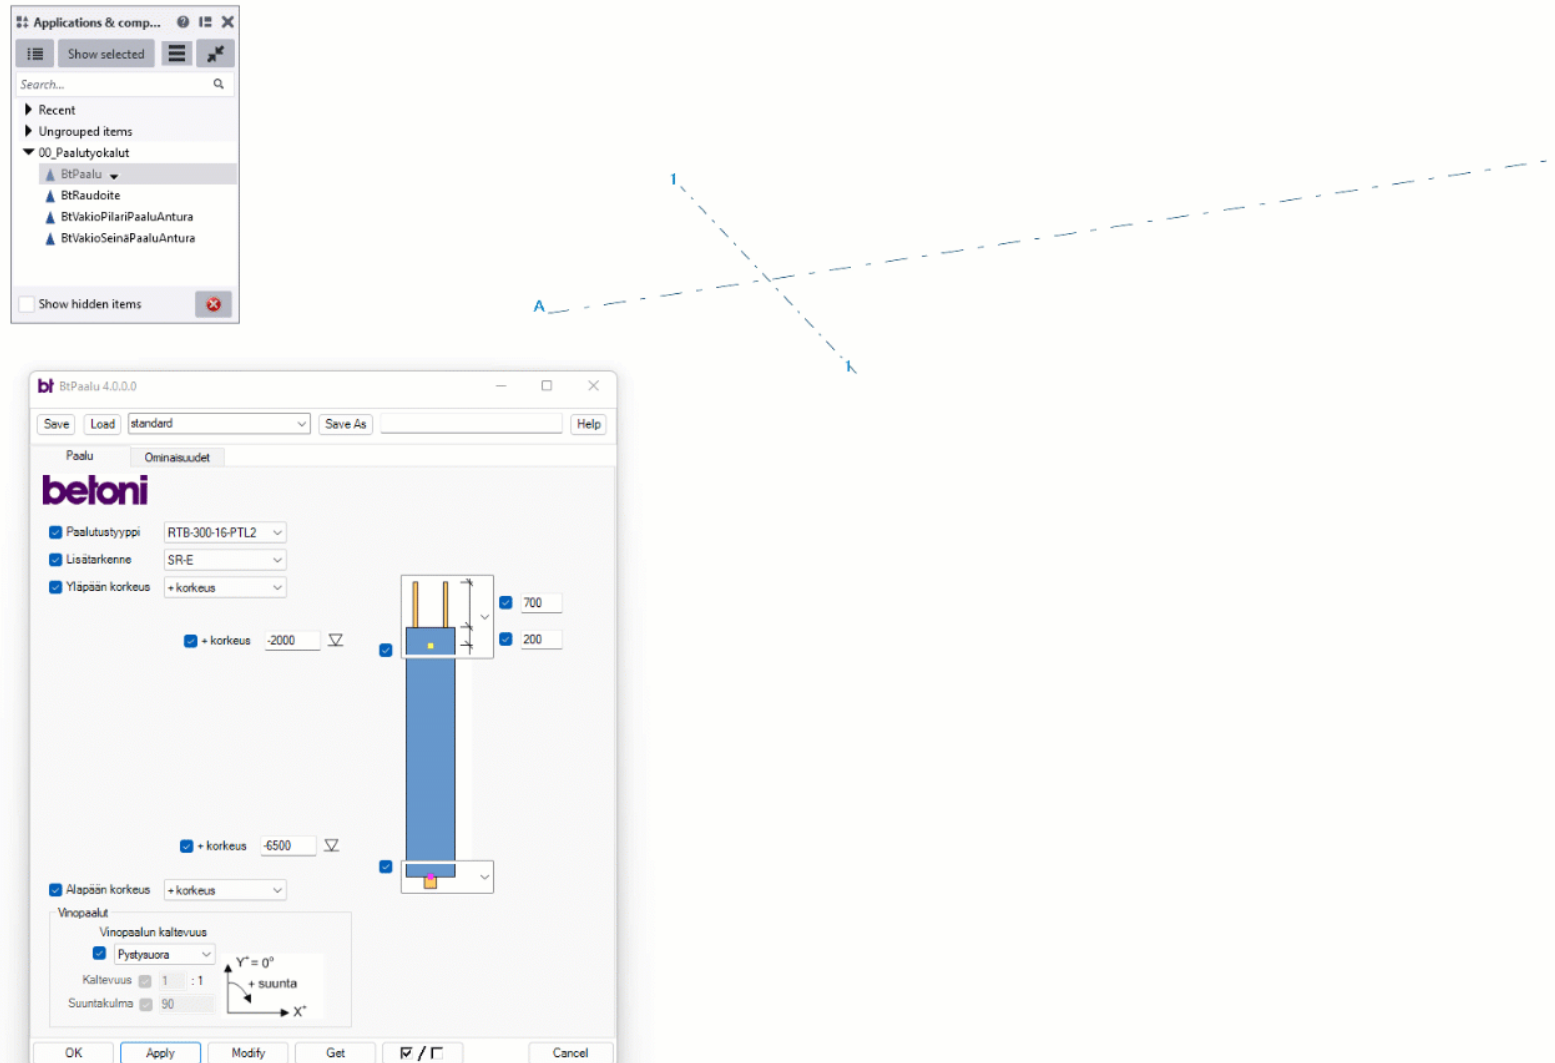 Applications & comp...
Show selected
Search...
Recent
Ungrouped items
00_Paalutyokalut
BtPaalu
BtRaudoite
BtVakioPilariPaaluAntura
BtVakioSeinäPaaluAntura
Show hidden items
1
A
1
bt BtPaalu 4.0.0.0
Save Load standard Save As Help
Paalu Ominaisuudet
betoni
Paalutustyyppi RTB-300-16-PTL2
Lisätarkenne SR-E
Yläpään korkeus + korkeus
700
+ korkeus -2000 200
+ korkeus -6500
Alapään korkeus + korkeus
Vinopaalut
Vinopaalun kaltevuus
Pystysuora
Kaltevuus 1 : 1
Suuntakulma 90
Y⁺ = 0°
+ suunta
X⁺
OK Apply Modify Get / Cancel